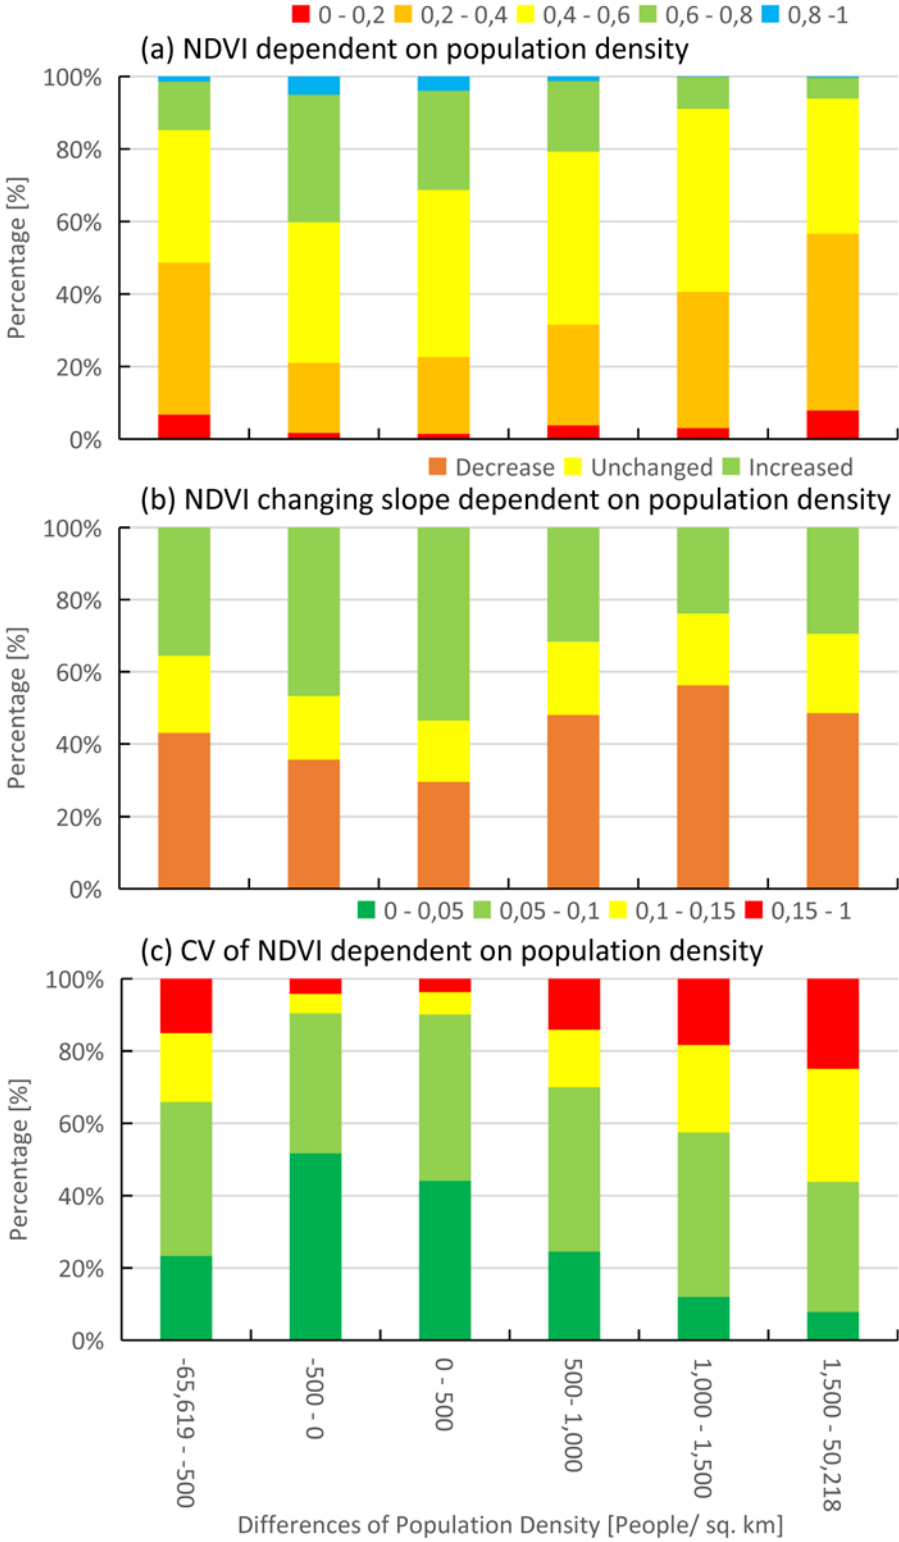 0 - 0,2 0,2 - 0,4 0,4 - 0,6 0,6 - 0,8 0,8 -1
(a) NDVI dependent on population density
Percentage [%]
100%
80%
60%
40%
20%
0%
Decrease Unchanged Increased
(b) NDVI changing slope dependent on population density
Percentage [%]
100%
80%
60%
40%
20%
0%
0 - 0,05 0,05 - 0,1 0,1 - 0,15 0,15 - 1
(c) CV of NDVI dependent on population density
Percentage [%]
100%
80%
60%
40%
20%
0%
-65,619 - -500
-500 - 0
0 - 500
500- 1,000
1,000 - 1,500
1,500 - 50,218
Differences of Population Density [People/ sq. km]